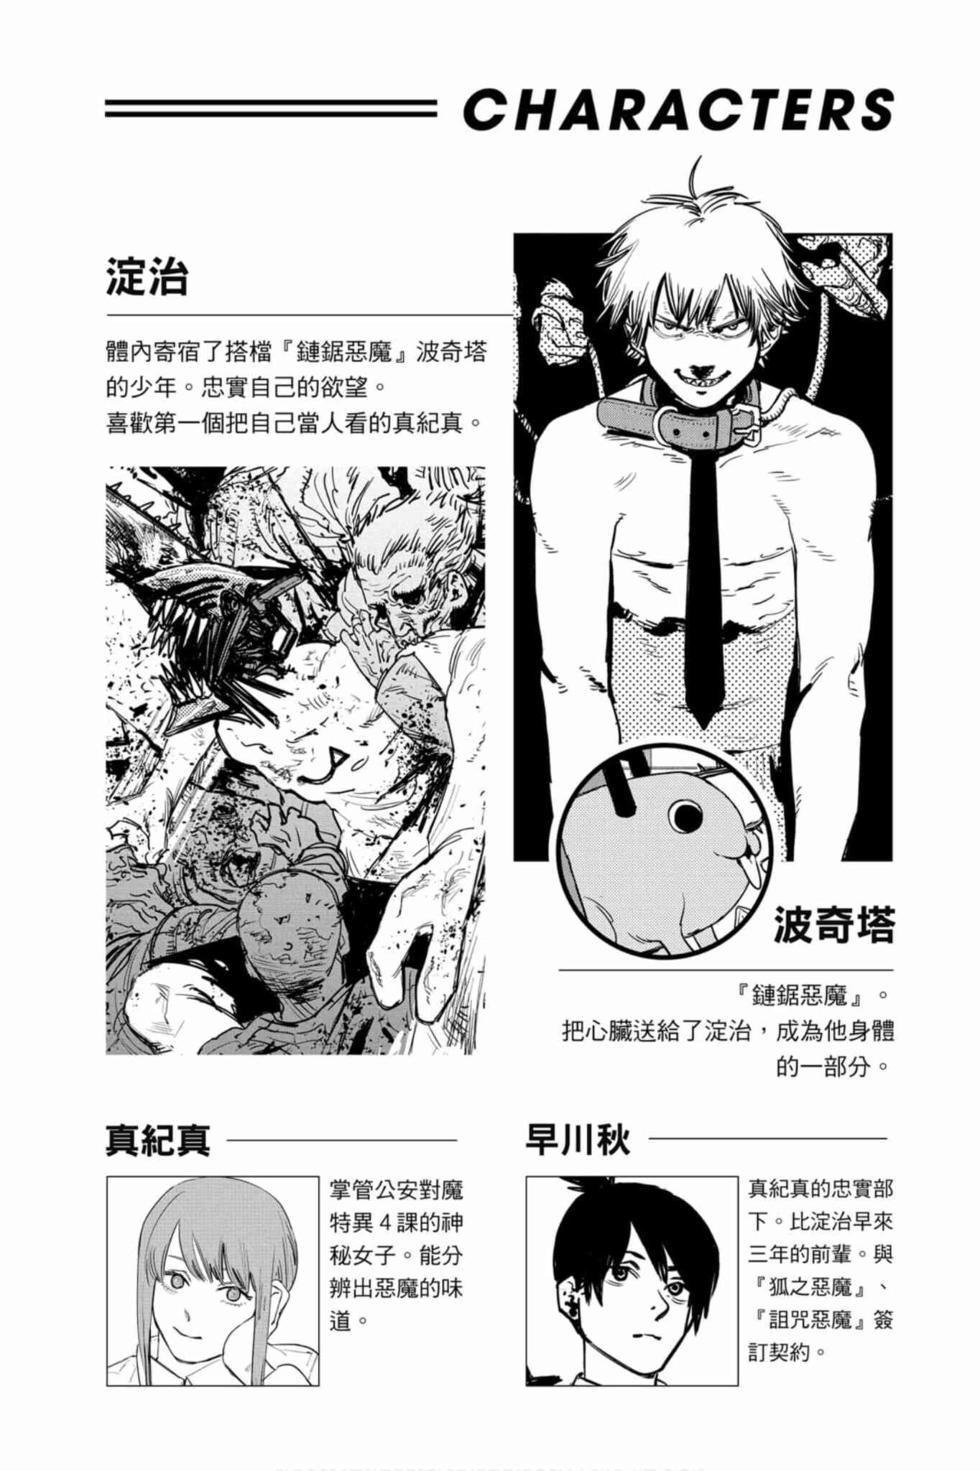 CHARACTERS
淀治
體內寄宿了搭檔『鏈鋸惡魔』波奇塔
的少年。忠實自己的欲望。
喜歡第一個把自己當人看的真紀真。
波奇塔
『鏈鋸惡魔』。
把心臟送給了淀治，成為他身體
的一部分。
真紀真
掌管公安對魔
特異4課的神
秘女子。能分
辨出惡魔的味
道。
早川秋
真紀真的忠實部
下。比淀治早來
三年的前輩。與
『狐之惡魔』、
『詛咒惡魔』簽
訂契約。